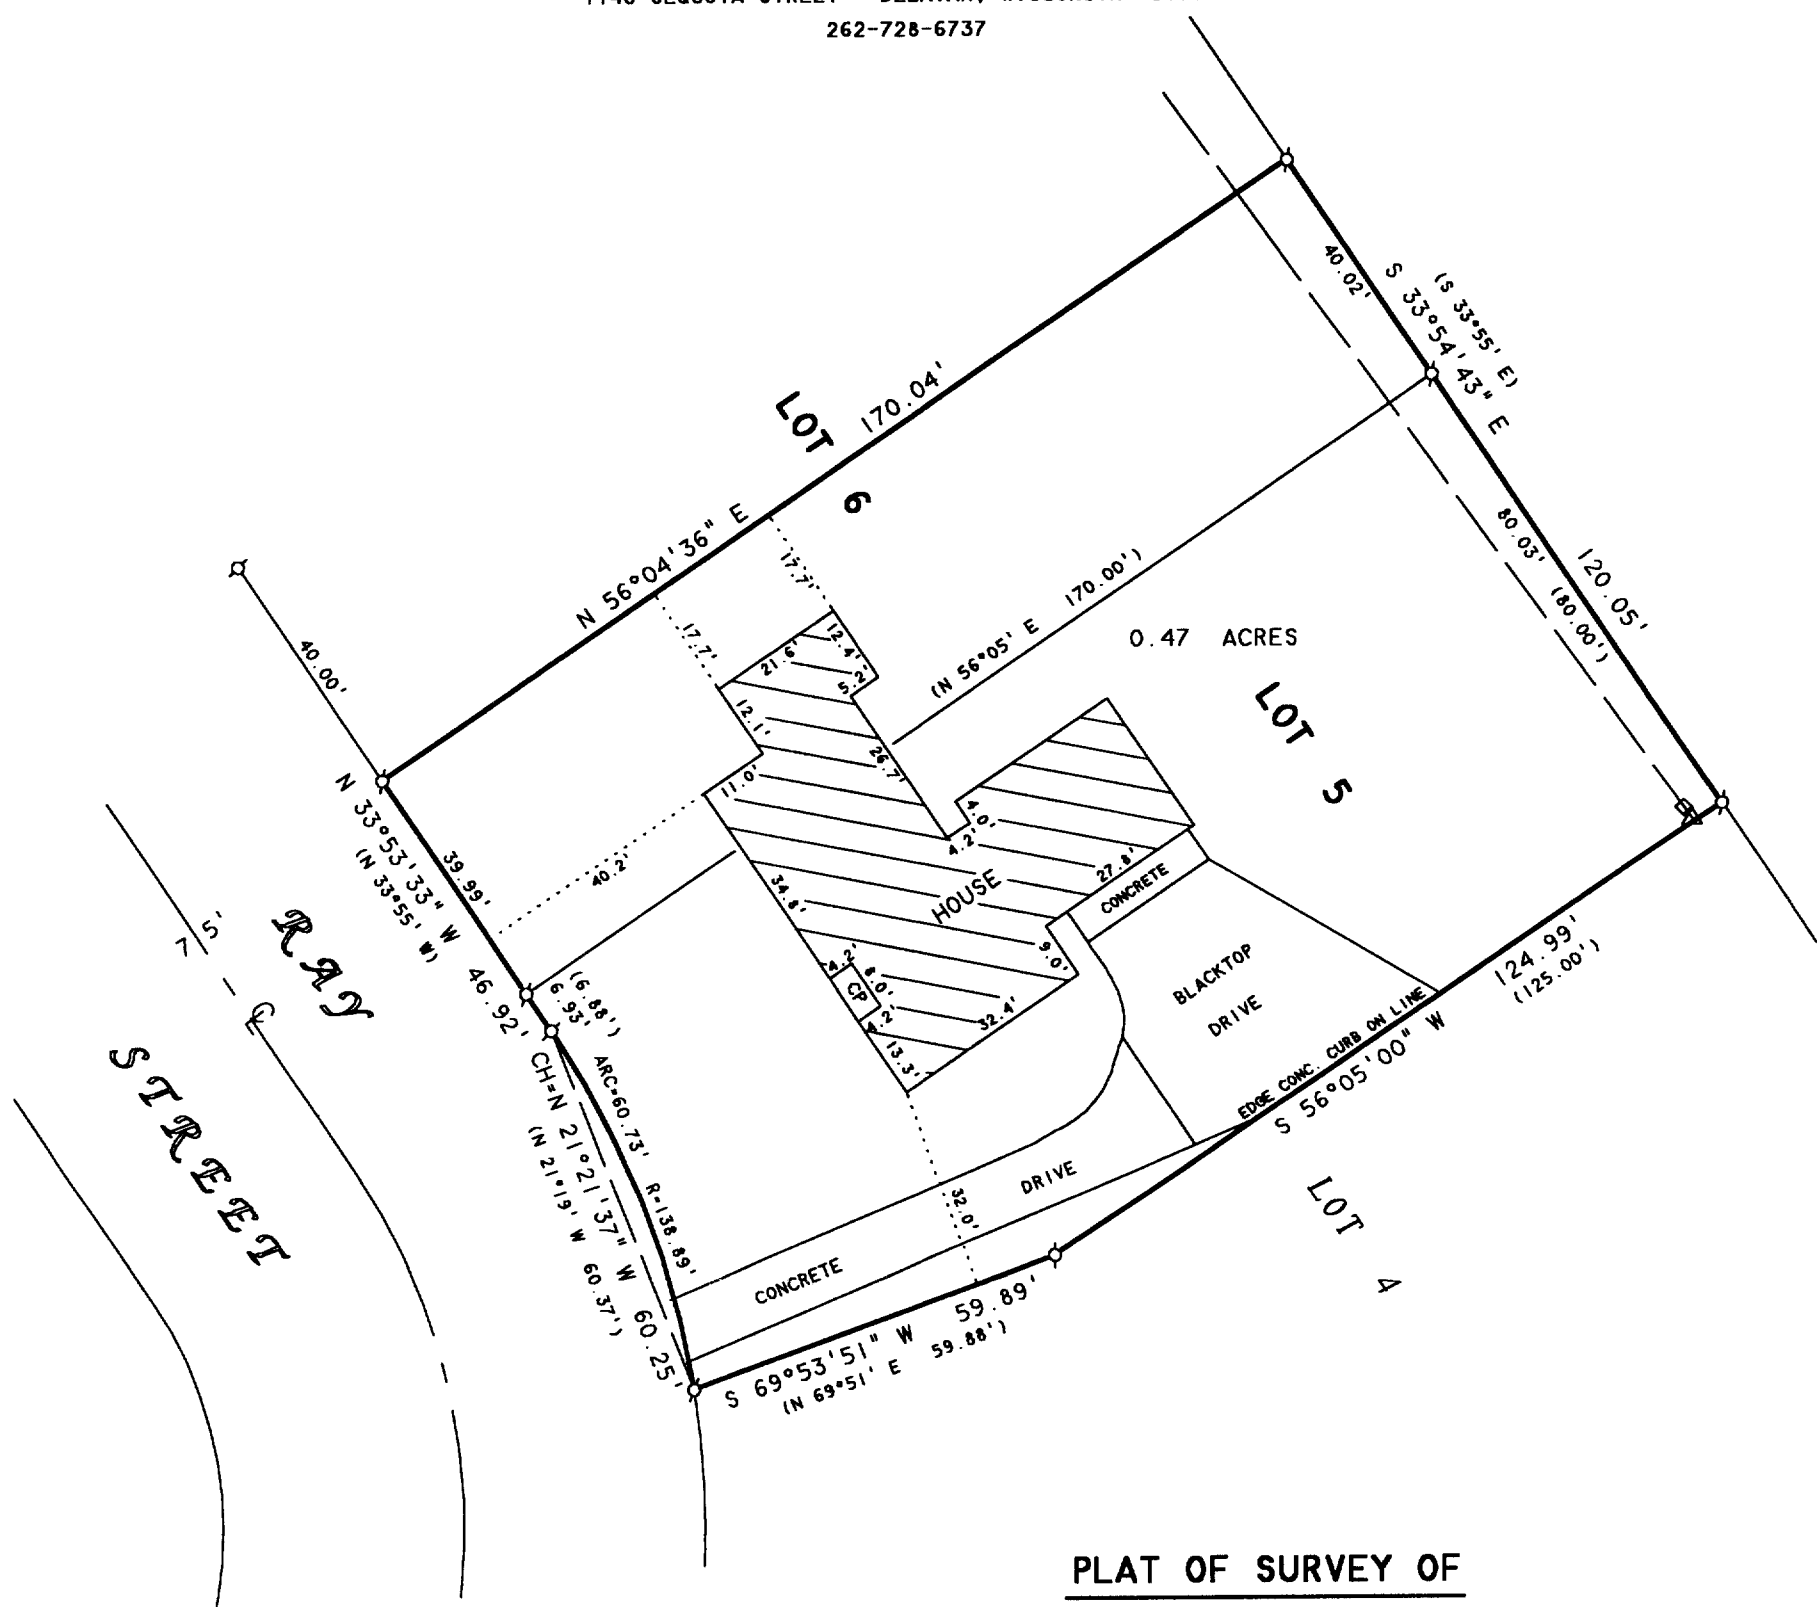 262-728-6737
40.02'
S 33°54'43" E
(S 33°55' E)
LOT 6
170.04'
N 56°04'36" E
17.7'
17.7'
80.03' (80.00')
120.05'
(N 56°05' E 170.00')
0.47 ACRES
LOT 5
40.00'
21.6'
12.4'
5.2'
12.1'
26.7'
11.0'
4.0'
4.2'
N 33°53'33" W 46.92'
(N 33°55' W)
39.99'
40.2'
34.8'
HOUSE
27.8'
CONCRETE
9.0'
4.2'
8.0'
CP
4.2'
32.4'
13.3'
BLACKTOP
DRIVE
124.99'
(125.00')
EDGE CONC. CURB ON LINE
S 56°05'00" W
75'
RAY
STREET
(6.88')
6.93'
ARC=60.73' R=138.89'
CH=N 21°21'37" W 60.25'
(N 21°19' W 60.37')
32.0'
DRIVE
CONCRETE
LOT 4
S 69°53'51" W 59.89'
(N 69°51' E 59.88')
PLAT OF SURVEY OF